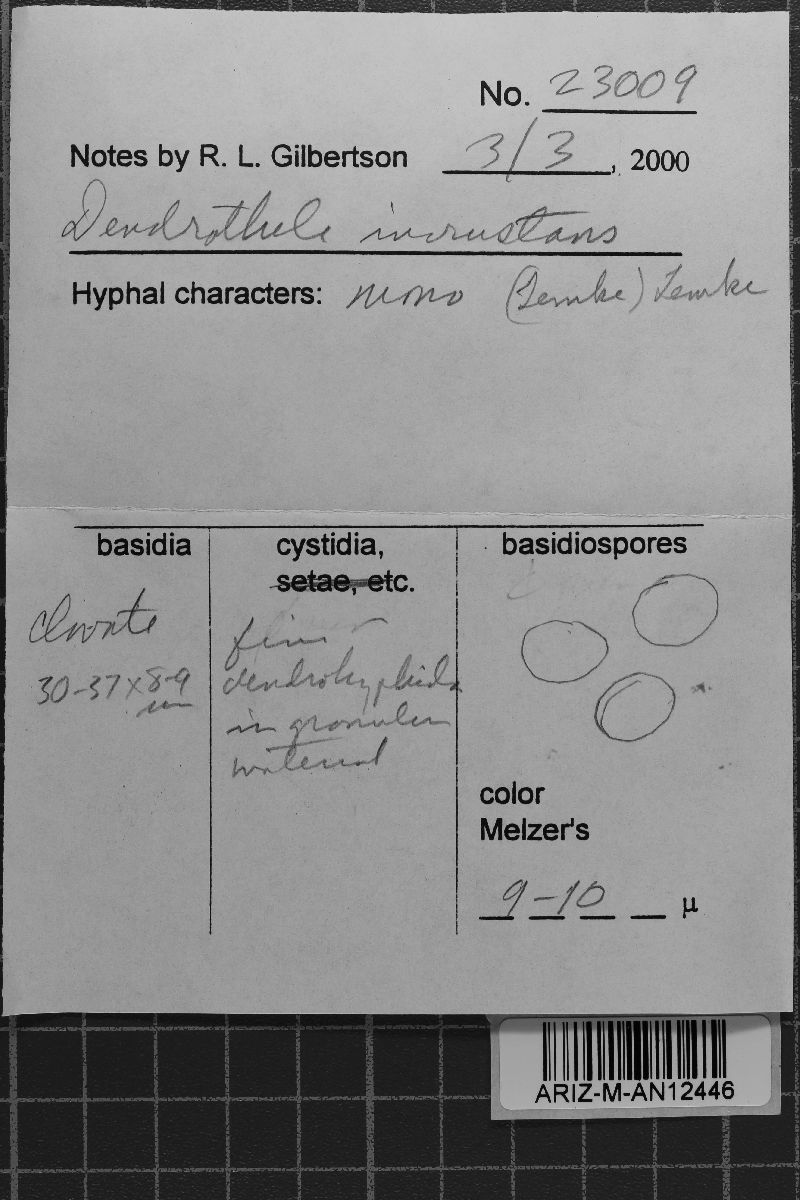 No. 23009
Notes by R. L. Gilbertson 3/3, 2000
Dendrothele incrustans
Hyphal characters: mono (Lemke) Lemke
basidia
clavate
30-37 x 8-9
um
cystidia,
setae, etc.
fine
dendrohyphidia
in granular
material
basidiospores
color
Melzer's
9-10 µ
ARIZ-M-AN12446